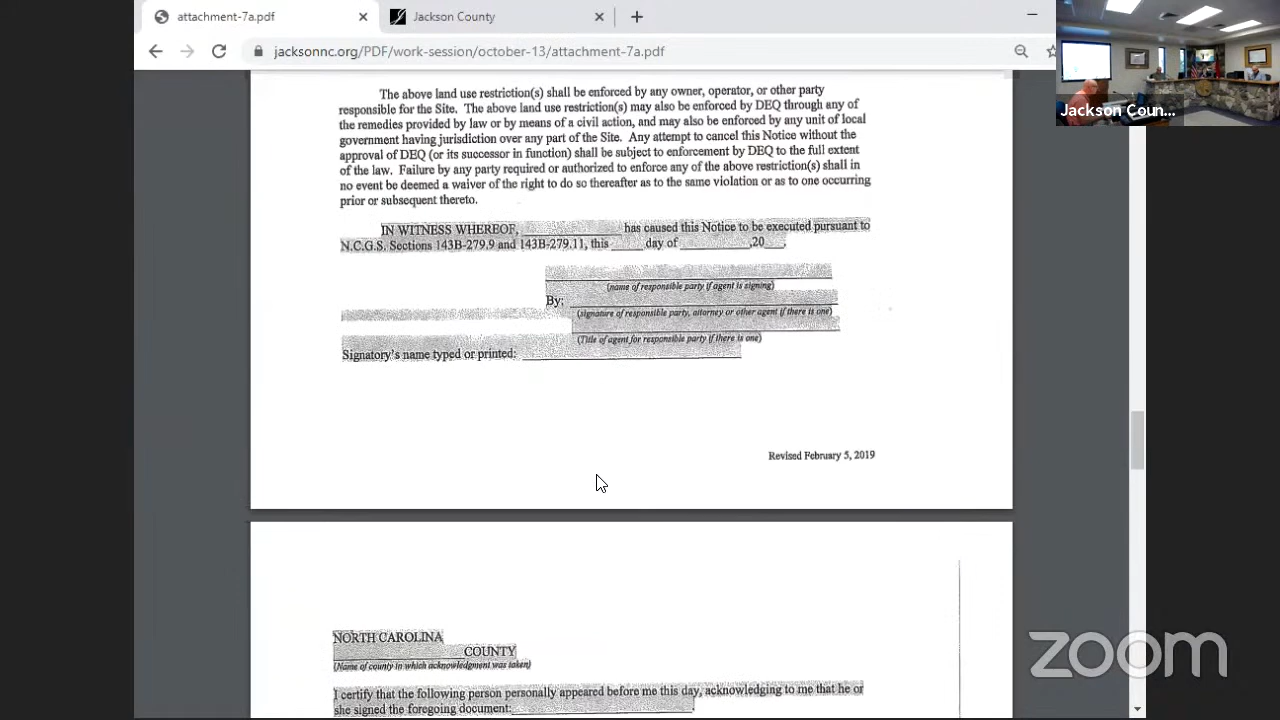 attachment-7a.pdf
Jackson County
jacksonnc.org/PDF/work-session/october-13/attachment-7a.pdf
Jackson Coun...
The above land use restriction(s) shall be enforced by any owner, operator, or other party
responsible for the Site. The above land use restriction(s) may also be enforced by DEQ through any of
the remedies provided by law or by means of a civil action, and may also be enforced by any unit of local
government having jurisdiction over any part of the Site. Any attempt to cancel this Notice without the
approval of DEQ (or its successor in function) shall be subject to enforcement by DEQ to the full extent
of the law. Failure by any party required or authorized to enforce any of the above restriction(s) shall in
no event be deemed a waiver of the right to do so thereafter as to the same violation or as to one occurring
prior or subsequent thereto.
IN WITNESS WHEREOF, ______________ has caused this Notice to be executed pursuant to
N.C.G.S. Sections 143B-279.9 and 143B-279.11, this _____day of __________,20___.
(name of responsible party if agent is signing)
By:
(signature of responsible party, attorney or other agent if there is one)
(Title of agent for responsible party if there is one)
Signatory's name typed or printed:
Revised February 5, 2019
NORTH CAROLINA
____________________COUNTY
(Name of county in which acknowledgment was taken)
I certify that the following person personally appeared before me this day, acknowledging to me that he or
she signed the foregoing document:__________________________.
zoom